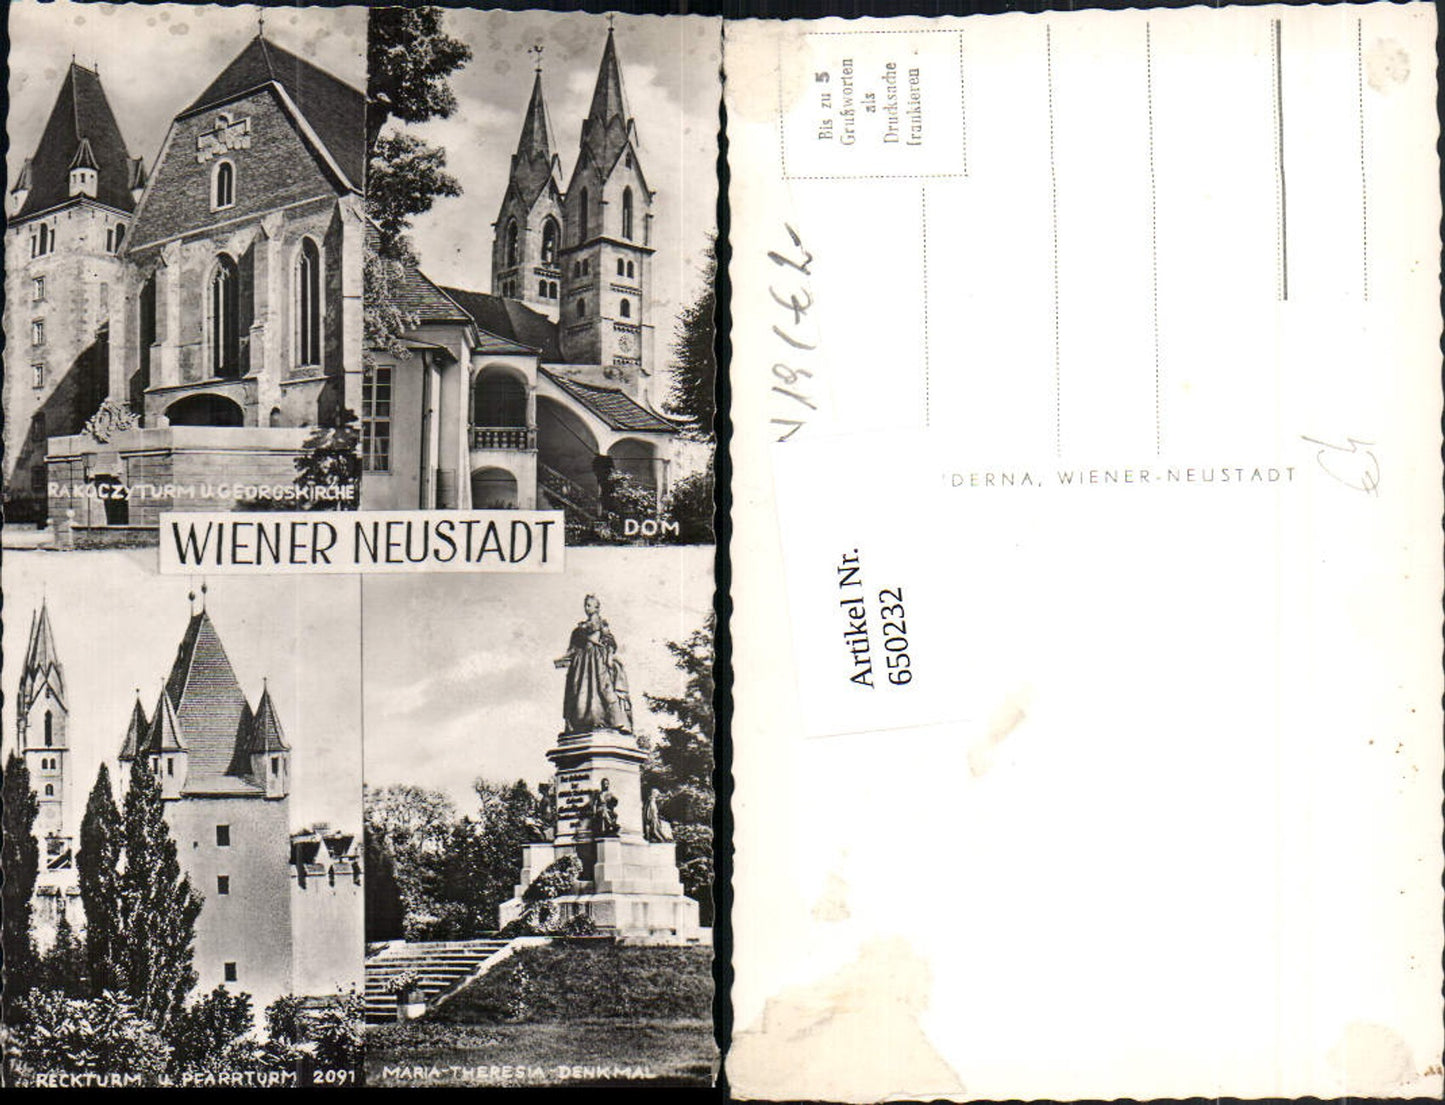 RAKOCZYTURM U. GEORGSKIRCHE
DOM
WIENER NEUSTADT
RECKTURM u. PFARRTURM 2091
MARIA-THERESIA-DENKMAL
Bis zu 5
Grußworten
als
Drucksache
frankieren
DERNA, WIENER-NEUSTADT
Artikel Nr.
650232